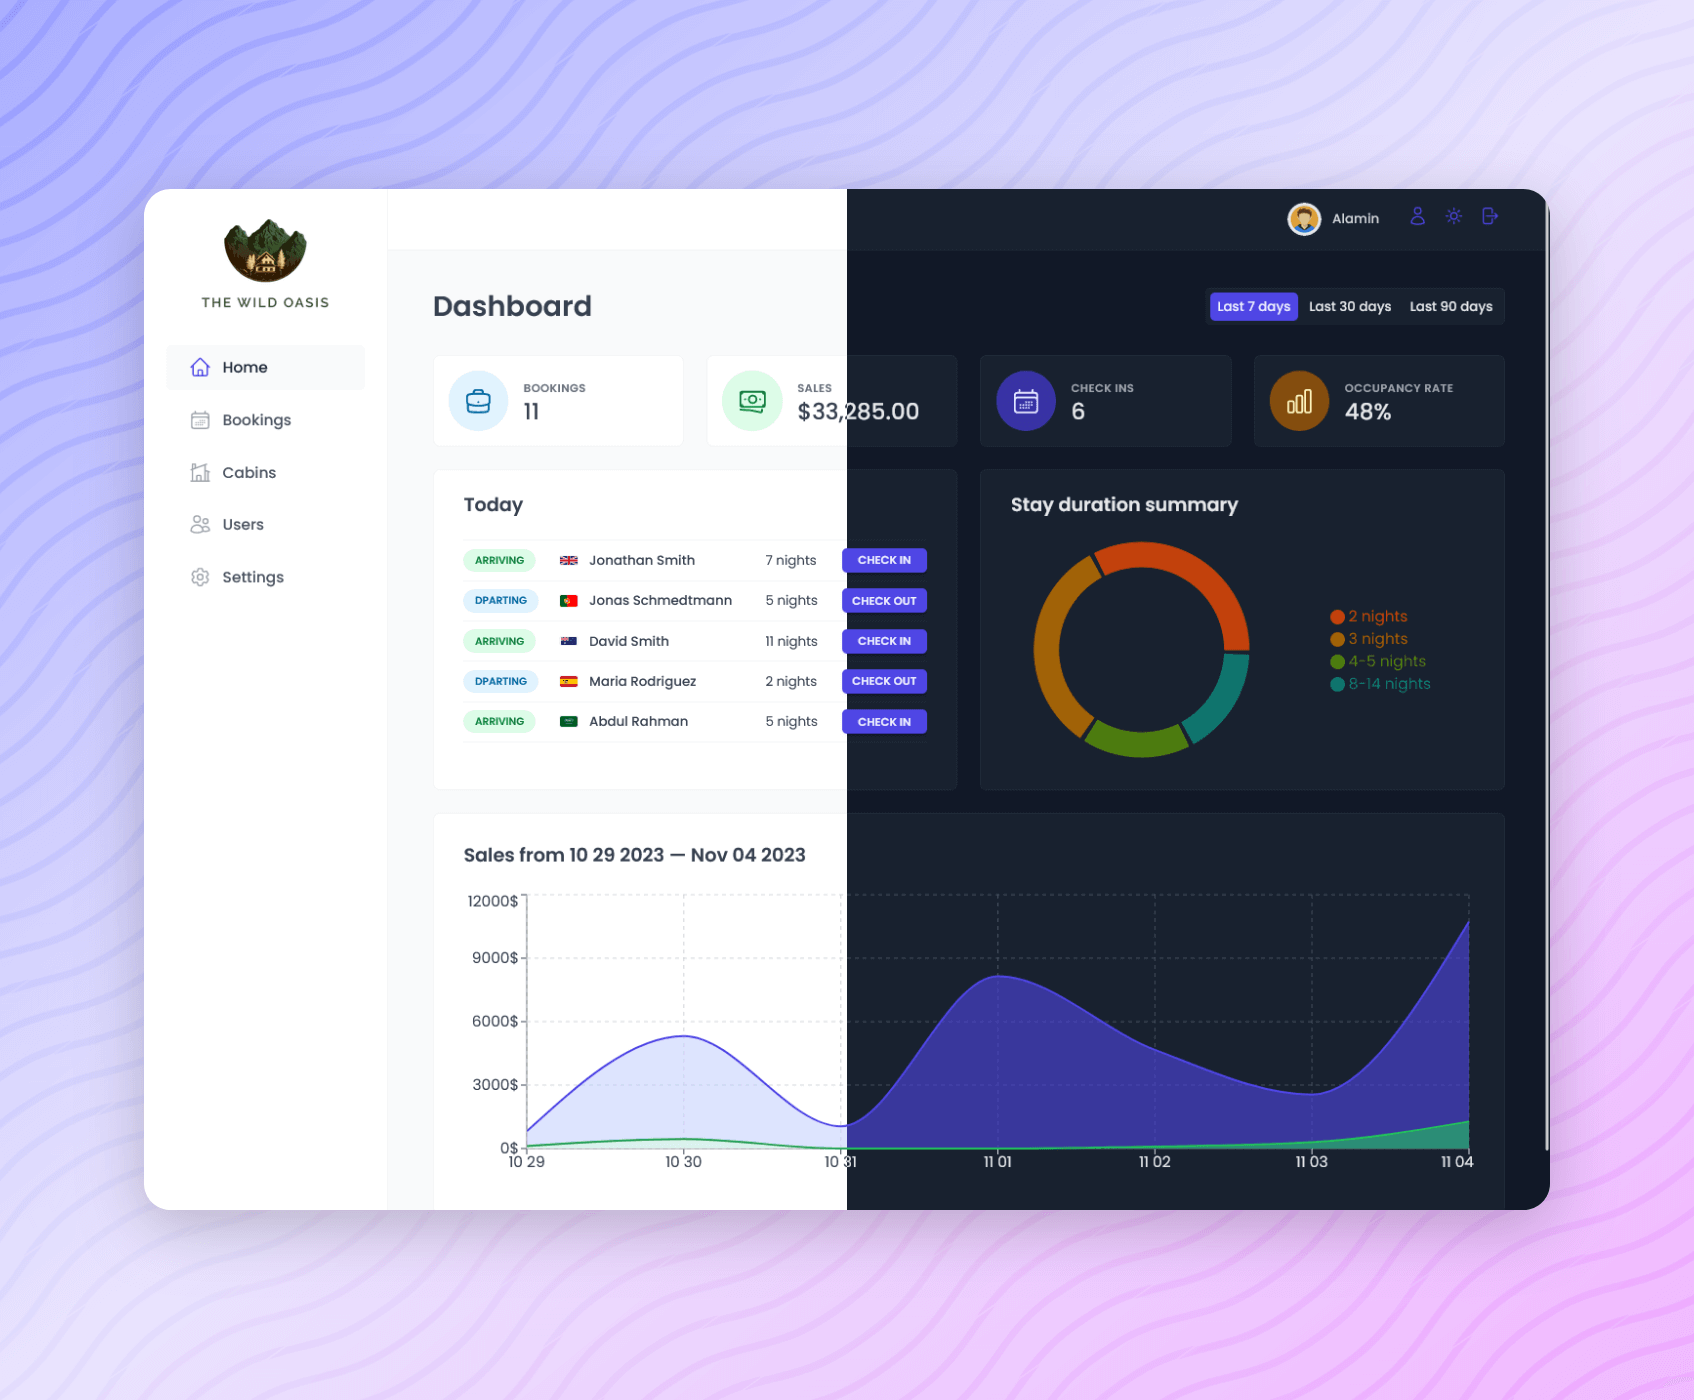 THE WILD OASIS
Home
Bookings
Cabins
Users
Settings
Alamin
Dashboard
Last 7 days Last 30 days Last 90 days
BOOKINGS
11
SALES
$33,285.00
CHECK INS
6
OCCUPANCY RATE
48%
Today
ARRIVING Jonathan Smith 7 nights CHECK IN
DPARTING Jonas Schmedtmann 5 nights CHECK OUT
ARRIVING David Smith 11 nights CHECK IN
DPARTING Maria Rodriguez 2 nights CHECK OUT
ARRIVING Abdul Rahman 5 nights CHECK IN
Stay duration summary
2 nights
3 nights
4-5 nights
8-14 nights
Sales from 10 29 2023 — Nov 04 2023
12000$
9000$
6000$
3000$
0$
10 29 10 30 10 31 11 01 11 02 11 03 11 04